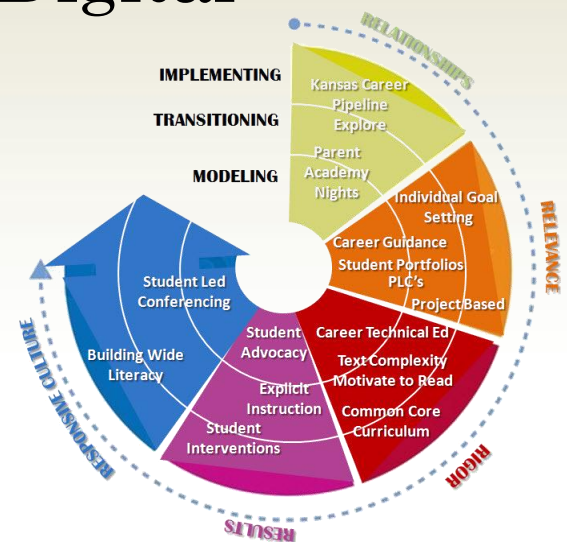 Digital
RELATIONSHIPS
IMPLEMENTING
TRANSITIONING
MODELING
Kansas Career
Pipeline
Explore
Parent
Academy
Nights
RELEVANCE
Individual Goal
Setting
Career Guidance
Student Portfolios
PLC's
Project Based
Career Technical Ed
Text Complexity
Motivate to Read
Common Core
Curriculum
RIGOR
Student
Advocacy
Explicit
Instruction
Student
Interventions
RESULTS
Student Led
Conferencing
Building Wide
Literacy
RESPONSIVE CULTURE